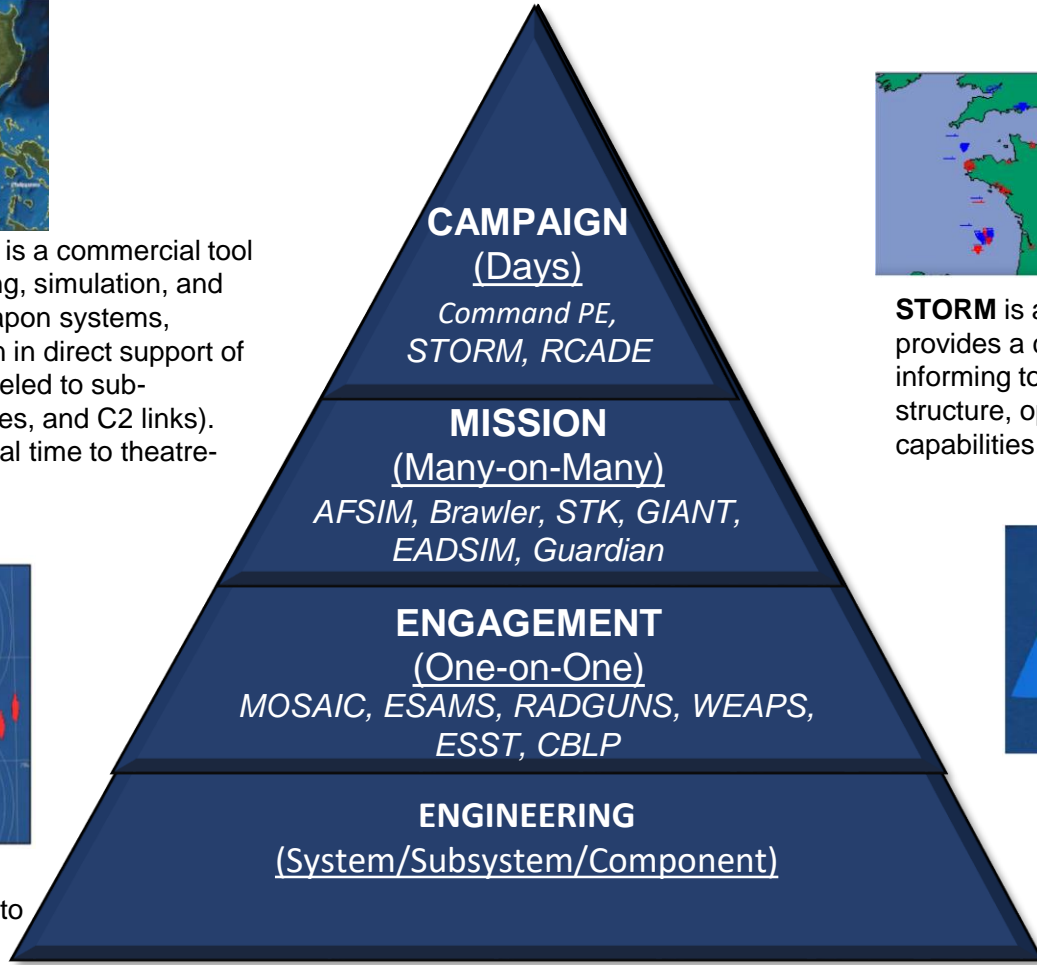 is a commercial tool
ng, simulation, and
apon systems,
n in direct support of
eled to sub-
es, and C2 links).
al time to theatre-
to
CAMPAIGN
(Days)
Command PE,
STORM, RCADE
MISSION
(Many-on-Many)
AFSIM, Brawler, STK, GIANT,
EADSIM, Guardian
ENGAGEMENT
(One-on-One)
MOSAIC, ESAMS, RADGUNS, WEAPS,
ESST, CBLP
ENGINEERING
(System/Subsystem/Component)
STORM is a
provides a c
informing to
structure, op
capabilities